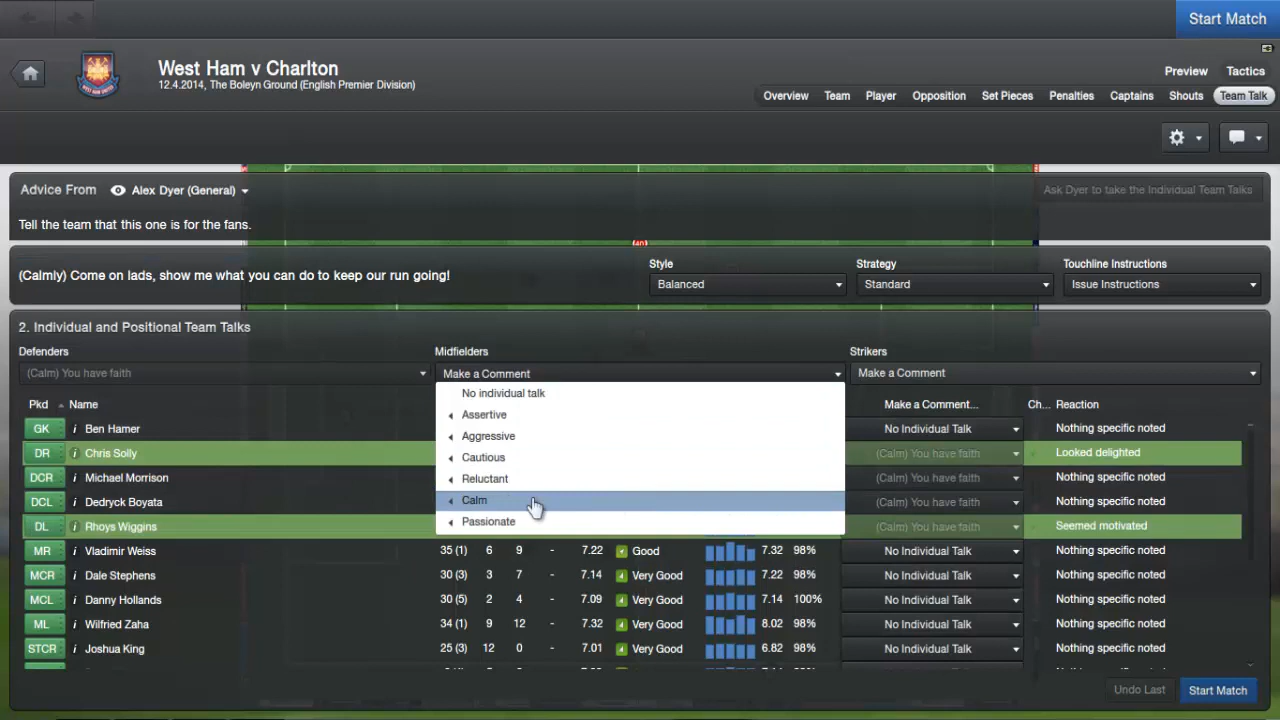 Start Match
West Ham v Charlton
12.4.2014, The Boleyn Ground (English Premier Division)
Preview Tactics
Overview Team Player Opposition Set Pieces Penalties Captains Shouts Team Talk
Advice From Alex Dyer (General) Ask Dyer to take the Individual Team Talks
Tell the team that this one is for the fans.
(Calmly) Come on lads, show me what you can do to keep our run going!
Style Strategy Touchline Instructions
Balanced Standard Issue Instructions
2. Individual and Positional Team Talks
Defenders Midfielders Strikers
(Calm) You have faith Make a Comment Make a Comment
No individual talk
Assertive
Aggressive
Cautious
Reluctant
Calm
Passionate
Pkd Name Make a Comment... Ch... Reaction
GK i Ben Hamer No Individual Talk Nothing specific noted
DR i Chris Solly (Calm) You have faith Looked delighted
DCR i Michael Morrison (Calm) You have faith Nothing specific noted
DCL i Dedryck Boyata (Calm) You have faith Nothing specific noted
DL i Rhoys Wiggins (Calm) You have faith Seemed motivated
MR i Vladimir Weiss 35 (1) 6 9 - 7.22 Good 7.32 98% No Individual Talk Nothing specific noted
MCR i Dale Stephens 30 (3) 3 7 - 7.14 Very Good 7.22 98% No Individual Talk Nothing specific noted
MCL i Danny Hollands 30 (5) 2 4 - 7.09 Very Good 7.14 100% No Individual Talk Nothing specific noted
ML i Wilfried Zaha 34 (1) 9 12 - 7.32 Very Good 8.02 98% No Individual Talk Nothing specific noted
STCR i Joshua King 25 (3) 12 0 - 7.01 Very Good 6.82 98% No Individual Talk Nothing specific noted
Undo Last Start Match